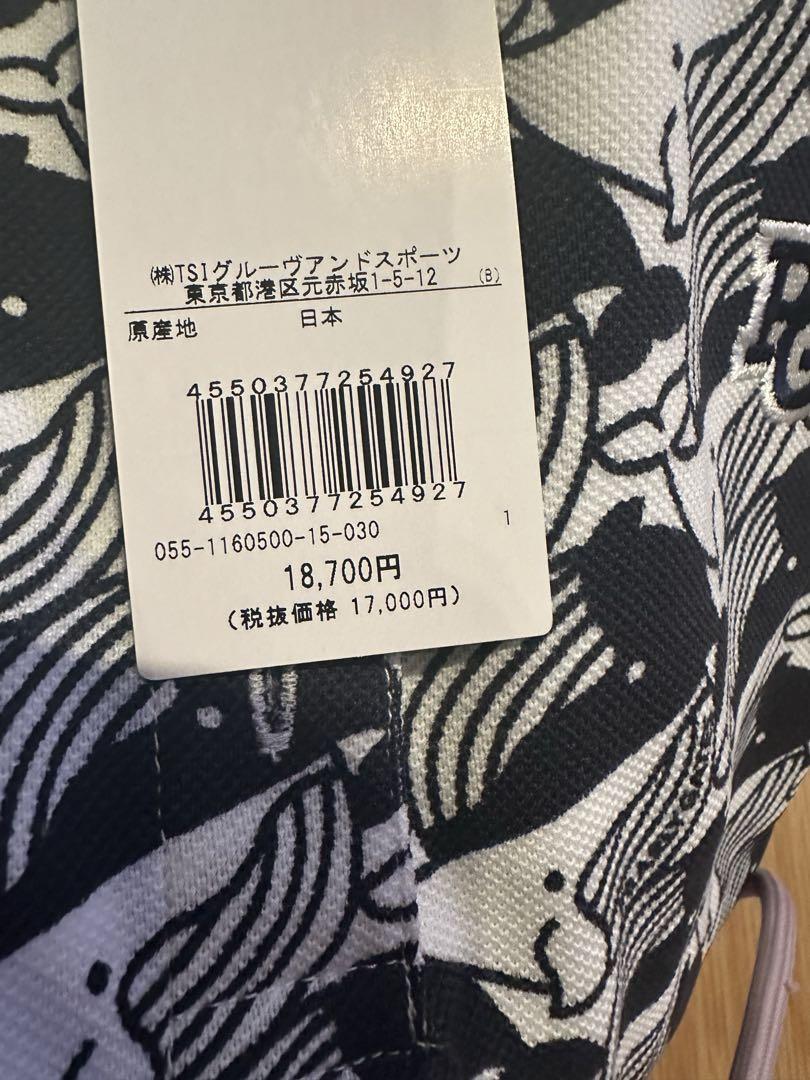 ㈱TSIグルーヴアンドスポーツ
東京都港区元赤坂1-5-12 (B)
原産地 日本
4550377254927
4550377254927
055-1160500-15-030 1
18,700円
(税抜価格 17,000円)